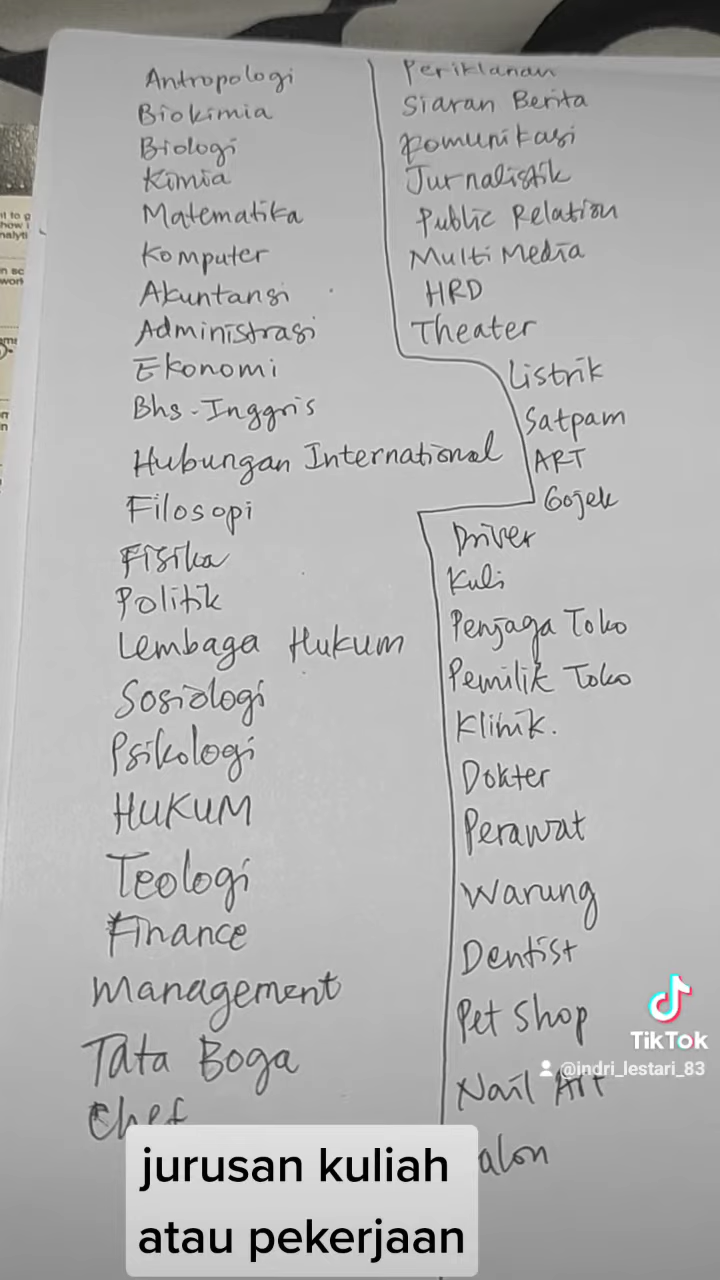 Antropologi
Biokimia
Biologi
Kimia
Matematika
Komputer
Akuntansi
Administrasi
Ekonomi
Bhs-Inggris
Hubungan International
Filosopi
Fisika
Politik
Lembaga Hukum
Sosiologi
Psikologi
HUKUM
Teologi
Finance
Management
Tata Boga
Chef
Periklanan
Siaran Berita
Komunikasi
Jurnalistik
Public Relation
Multi Media
HRD
Theater
Listrik
Satpam
ART
Gojek
Driver
Kuli
Penjaga Toko
Pemilik Toko
Klinik.
Dokter
Perawat
Warung
Dentist
Pet Shop
Nail Art
alon
TikTok
@indri_lestari_83
jurusan kuliah
atau pekerjaan